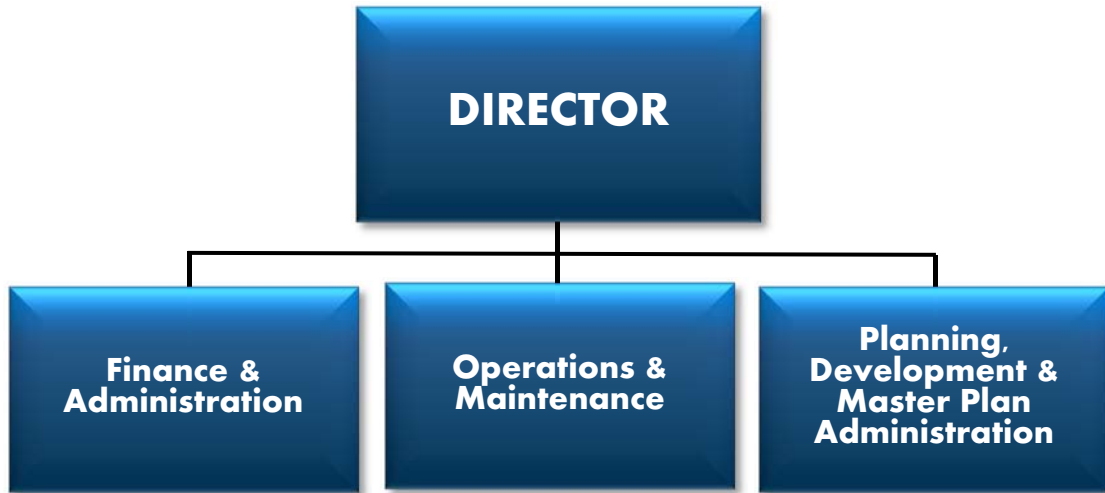 DIRECTOR
Finance &
Administration
Operations &
Maintenance
Planning,
Development &
Master Plan
Administration